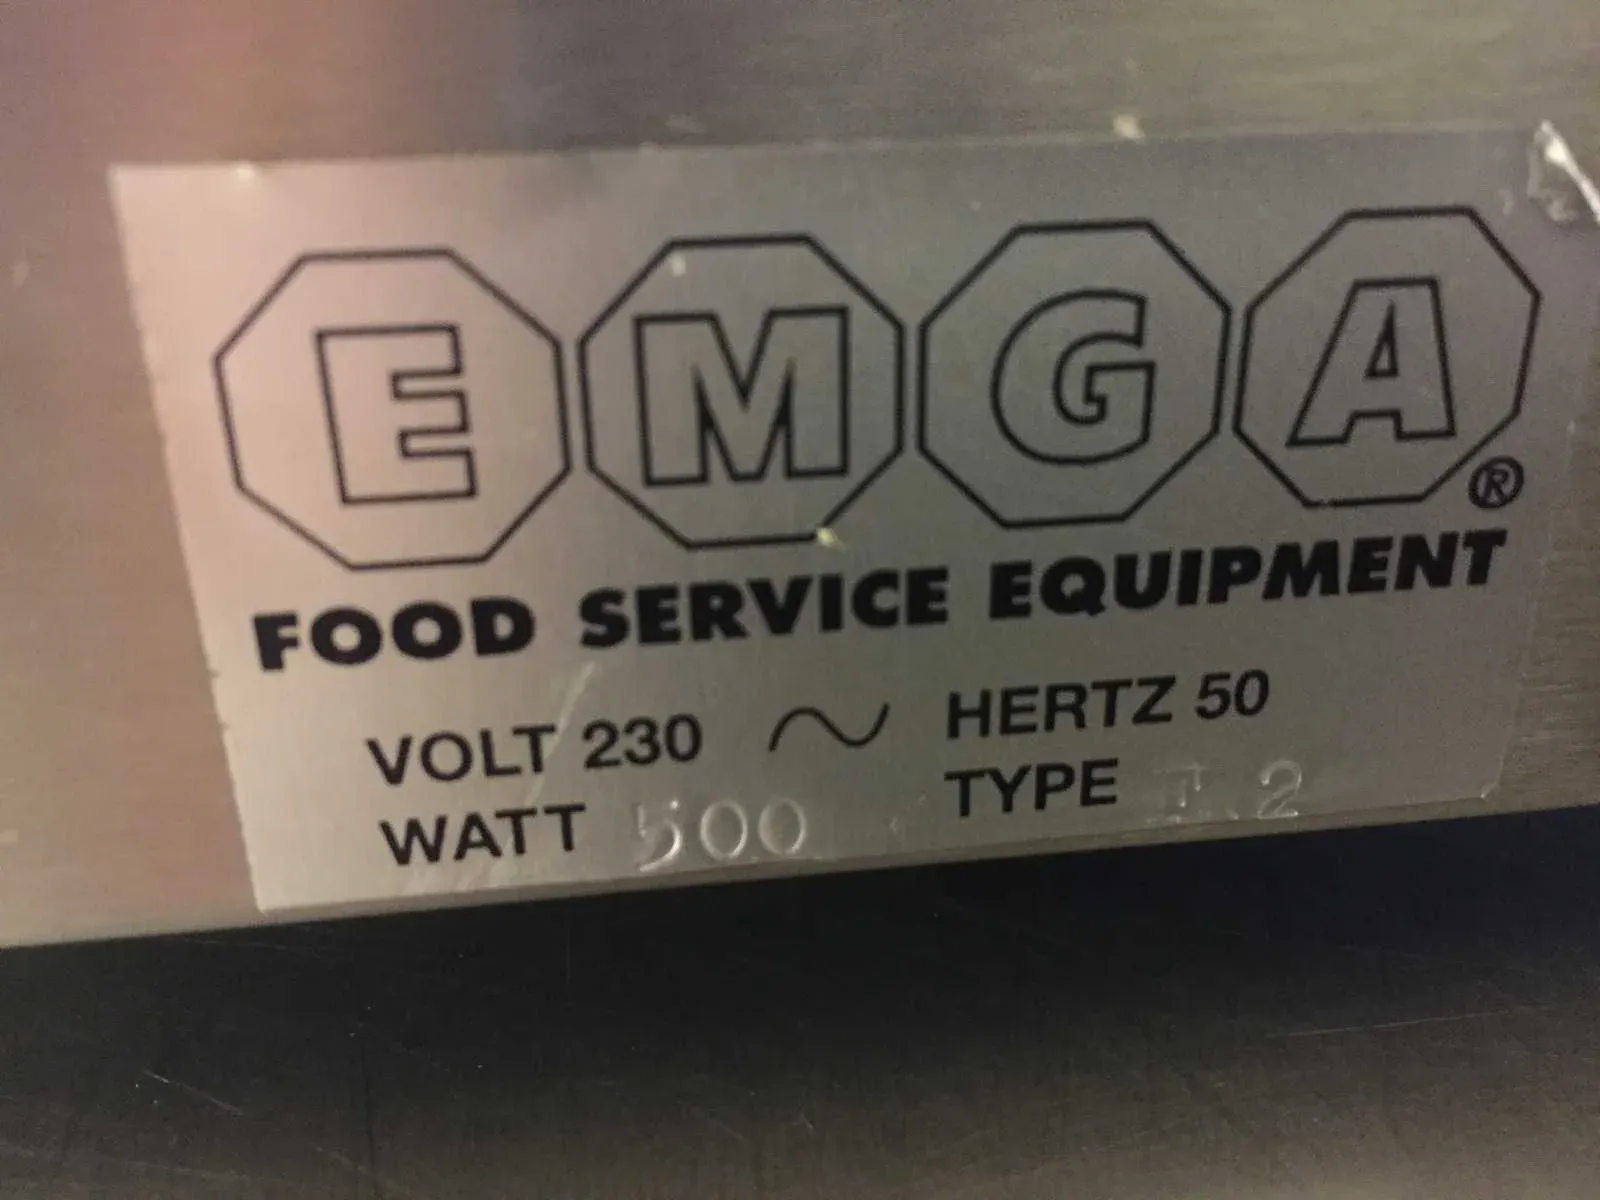 EMGA®
FOOD SERVICE EQUIPMENT
VOLT 230 ~ HERTZ 50
WATT 500 TYPE